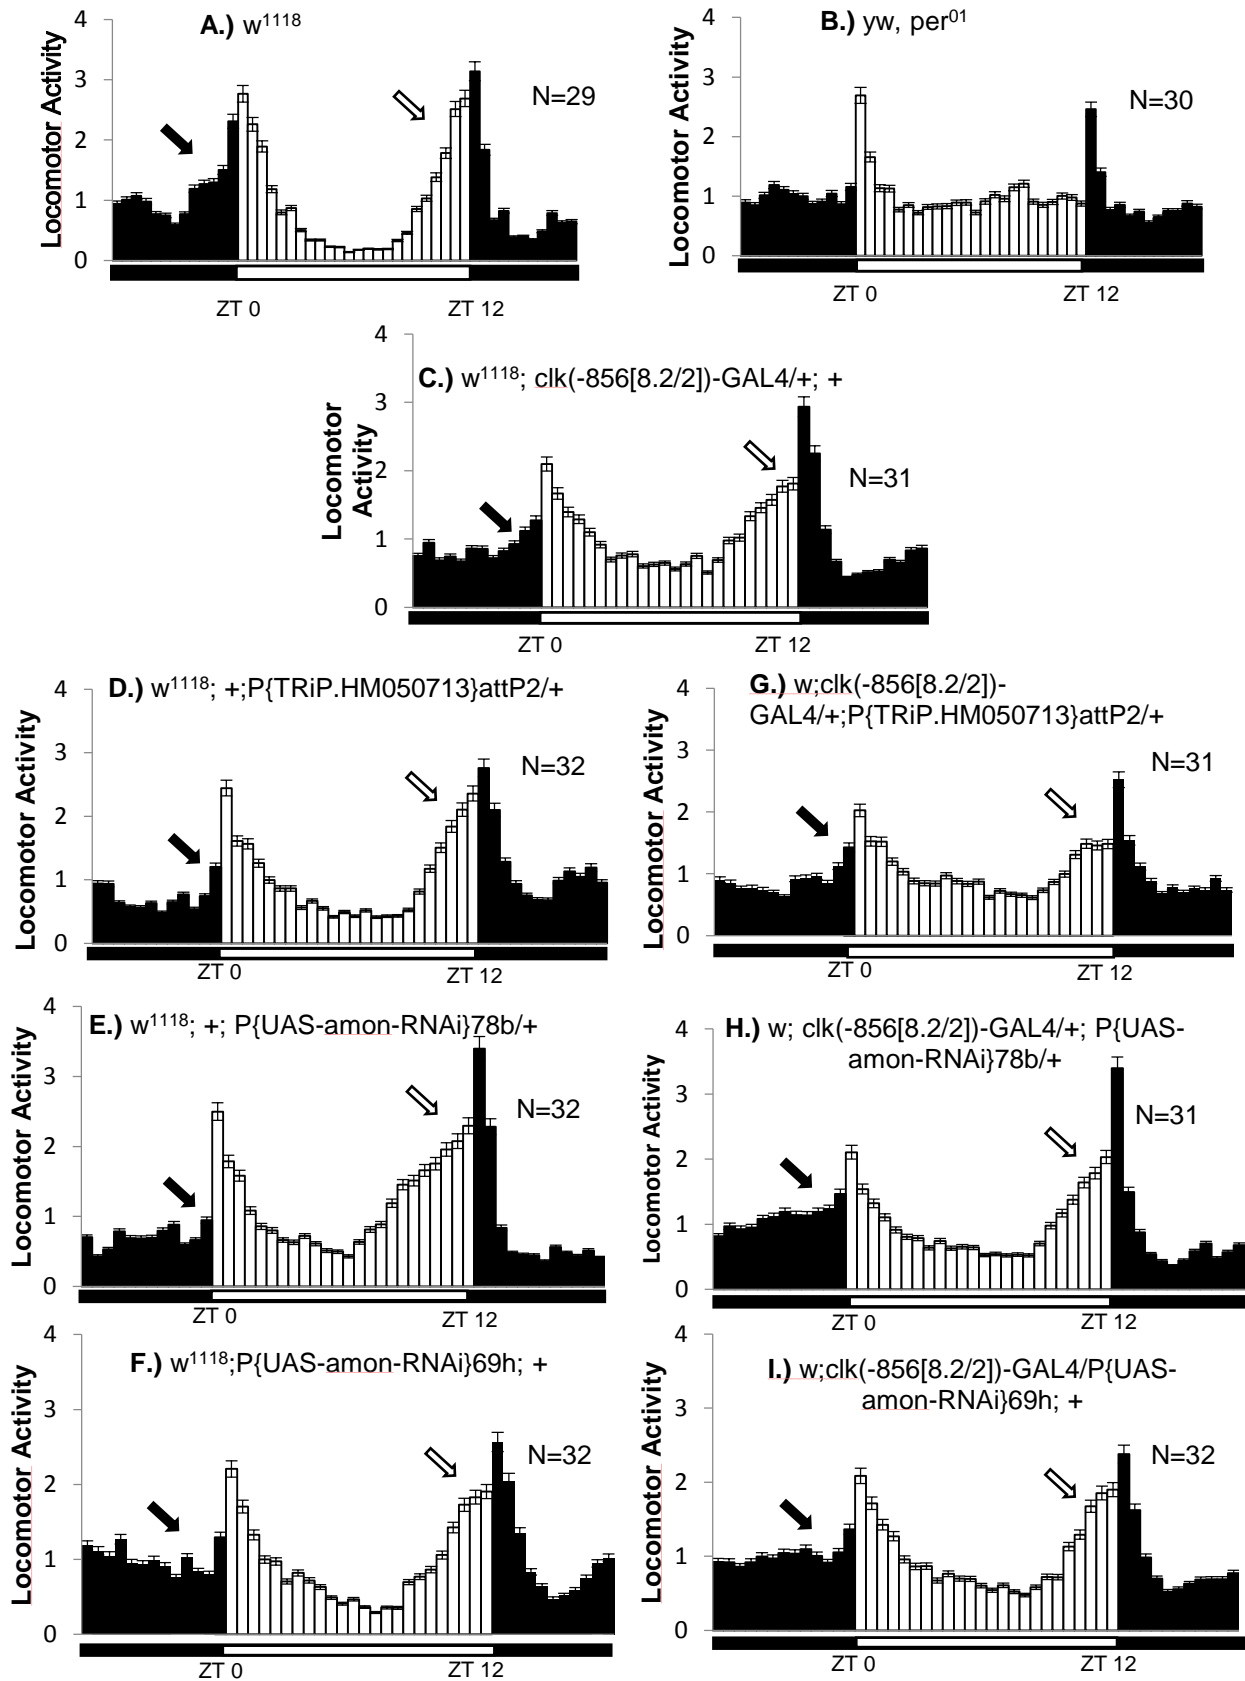 A.) w1118
4
3
2
1
0
Locomotor Activity
N=29
ZT 0
ZT 12
B.) yw, per01
4
3
2
1
0
Locomotor Activity
N=30
ZT 0
ZT 12
C.) w1118; clk(-856[8.2/2])-GAL4/+; +
4
3
2
1
0
Locomotor
Activity
N=31
ZT 0
ZT 12
D.) w1118; +;P{TRiP.HM050713}attP2/+
4
3
2
1
0
Locomotor Activity
N=32
ZT 0
ZT 12
G.) w;clk(-856[8.2/2])-
GAL4/+;P{TRiP.HM050713}attP2/+
4
3
2
1
0
Locomotor Activity
N=31
ZT 0
ZT 12
E.) w1118; +; P{UAS-amon-RNAi}78b/+
4
3
2
1
0
Locomotor Activity
N=32
ZT 0
ZT 12
H.) w; clk(-856[8.2/2])-GAL4/+; P{UAS-
amon-RNAi}78b/+
4
3
2
1
0
Locomotor Activity
N=31
ZT 0
ZT 12
F.) w1118;P{UAS-amon-RNAi}69h; +
4
3
2
1
0
Locomotor Activity
N=32
ZT 0
ZT 12
I.) w;clk(-856[8.2/2])-GAL4/P{UAS-
amon-RNAi}69h; +
4
3
2
1
0
Locomotor Activity
N=32
ZT 0
ZT 12